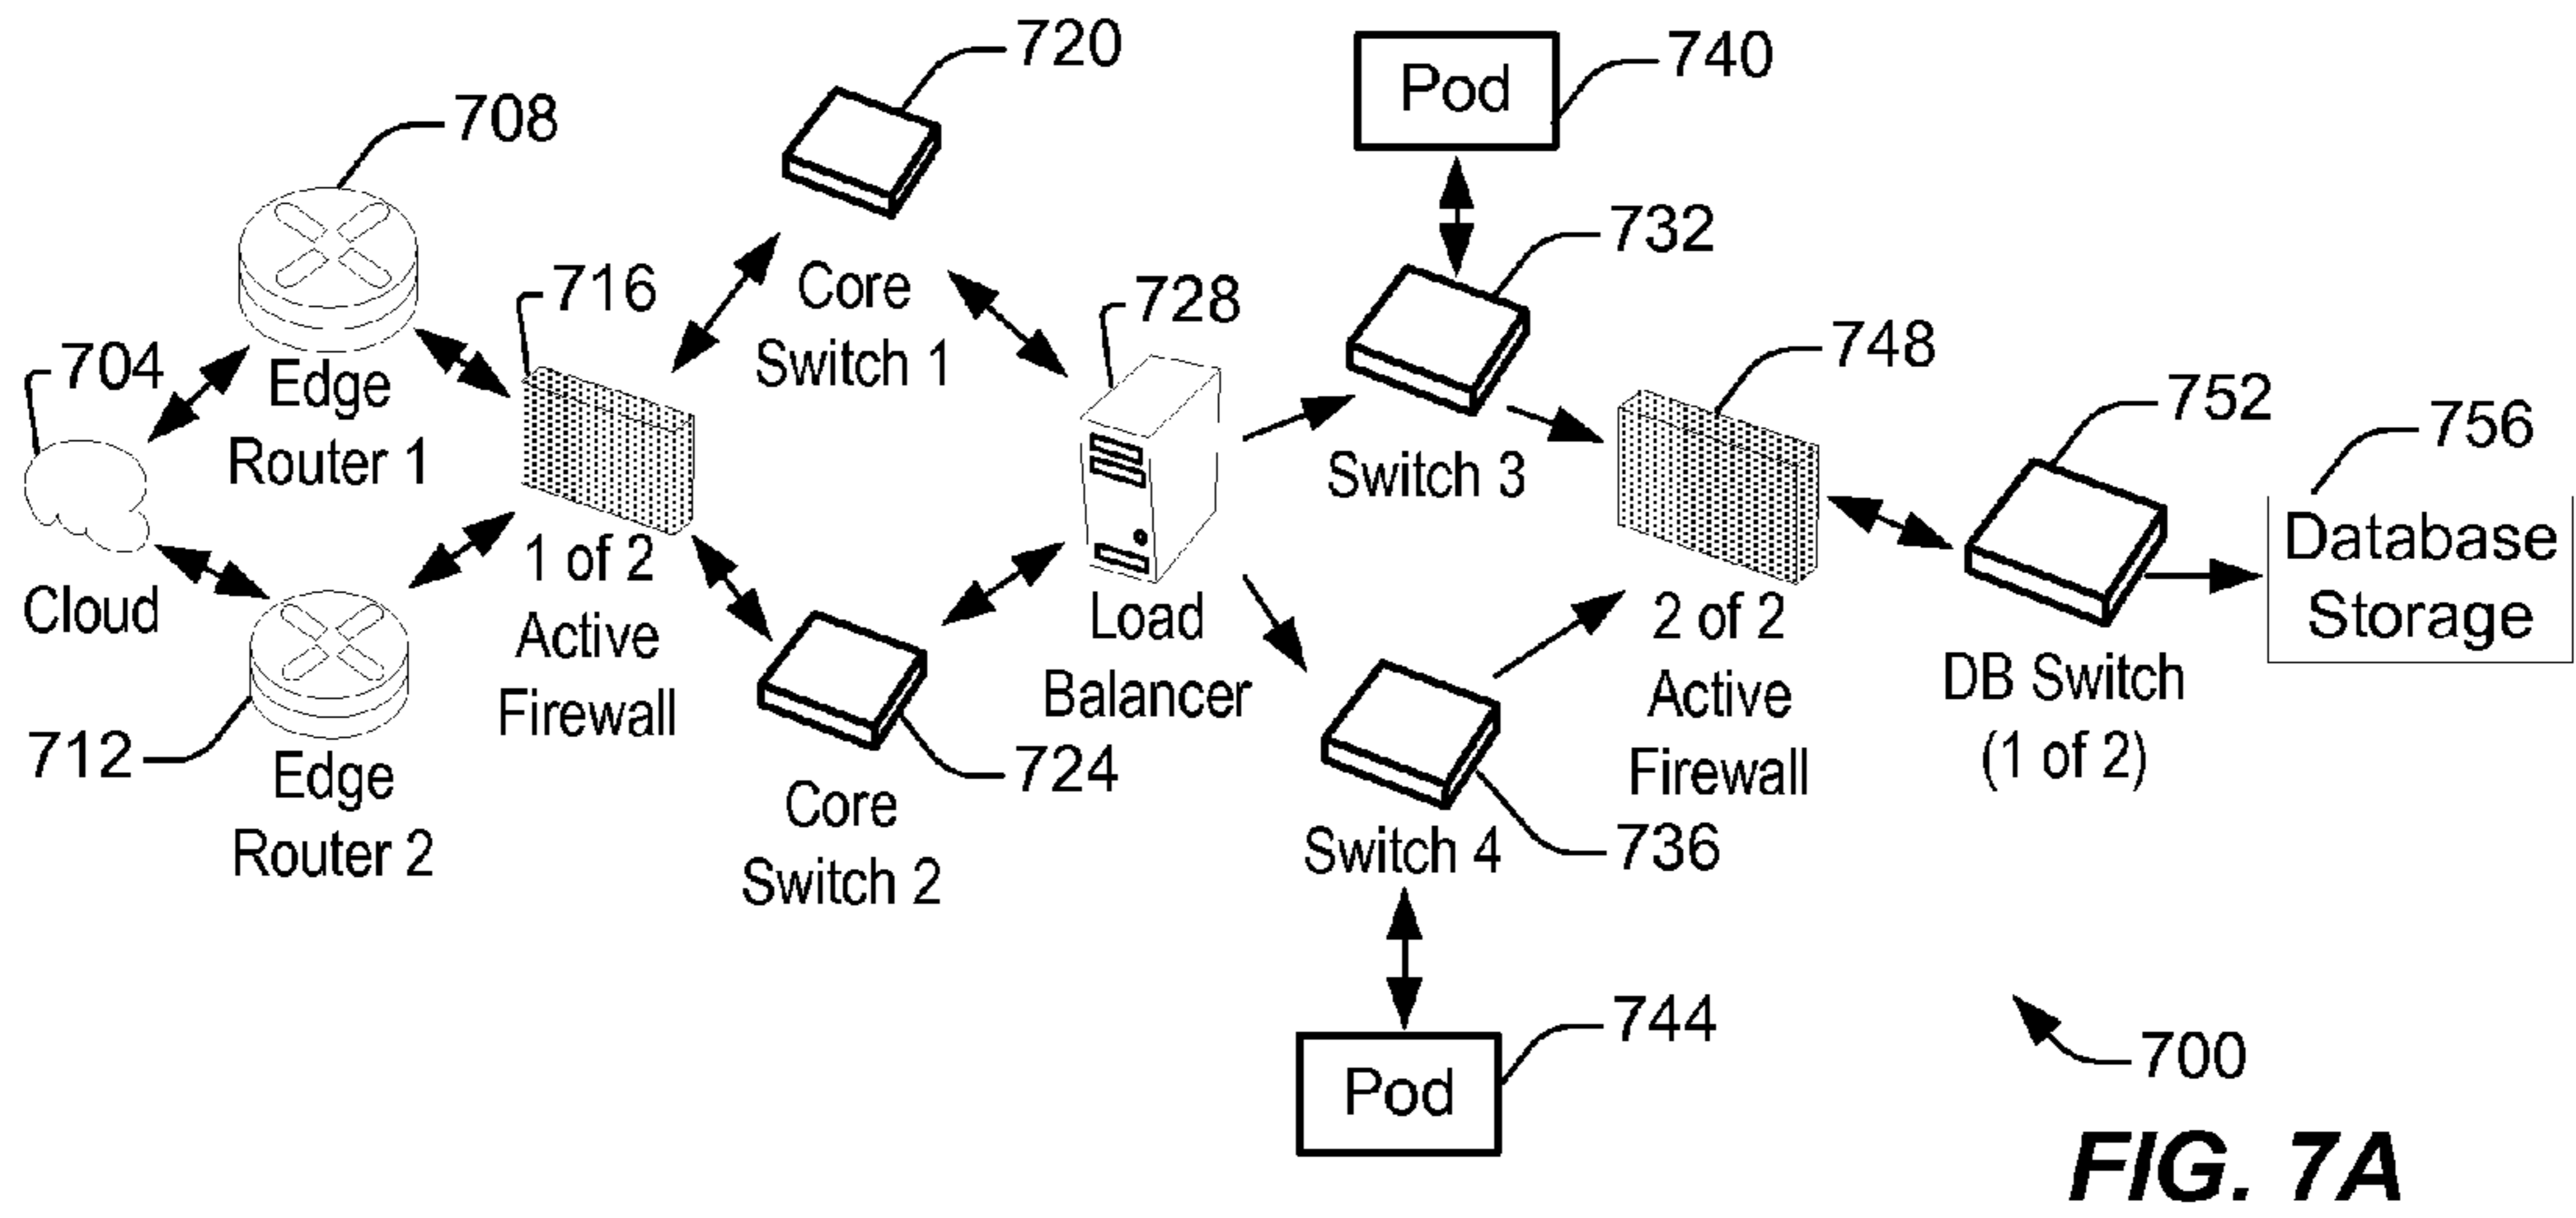 720
740
Pod
708
732
716
Core
Switch 1
728
748
704
Edge
Router 1
752
756
Switch 3
Database
Storage
Cloud
1 of 2
Active
Firewall
Load
Balancer
2 of 2
Active
Firewall
DB Switch
(1 of 2)
712
Edge
Router 2
724
Core
Switch 2
Switch 4
736
744
Pod
700
FIG. 7A